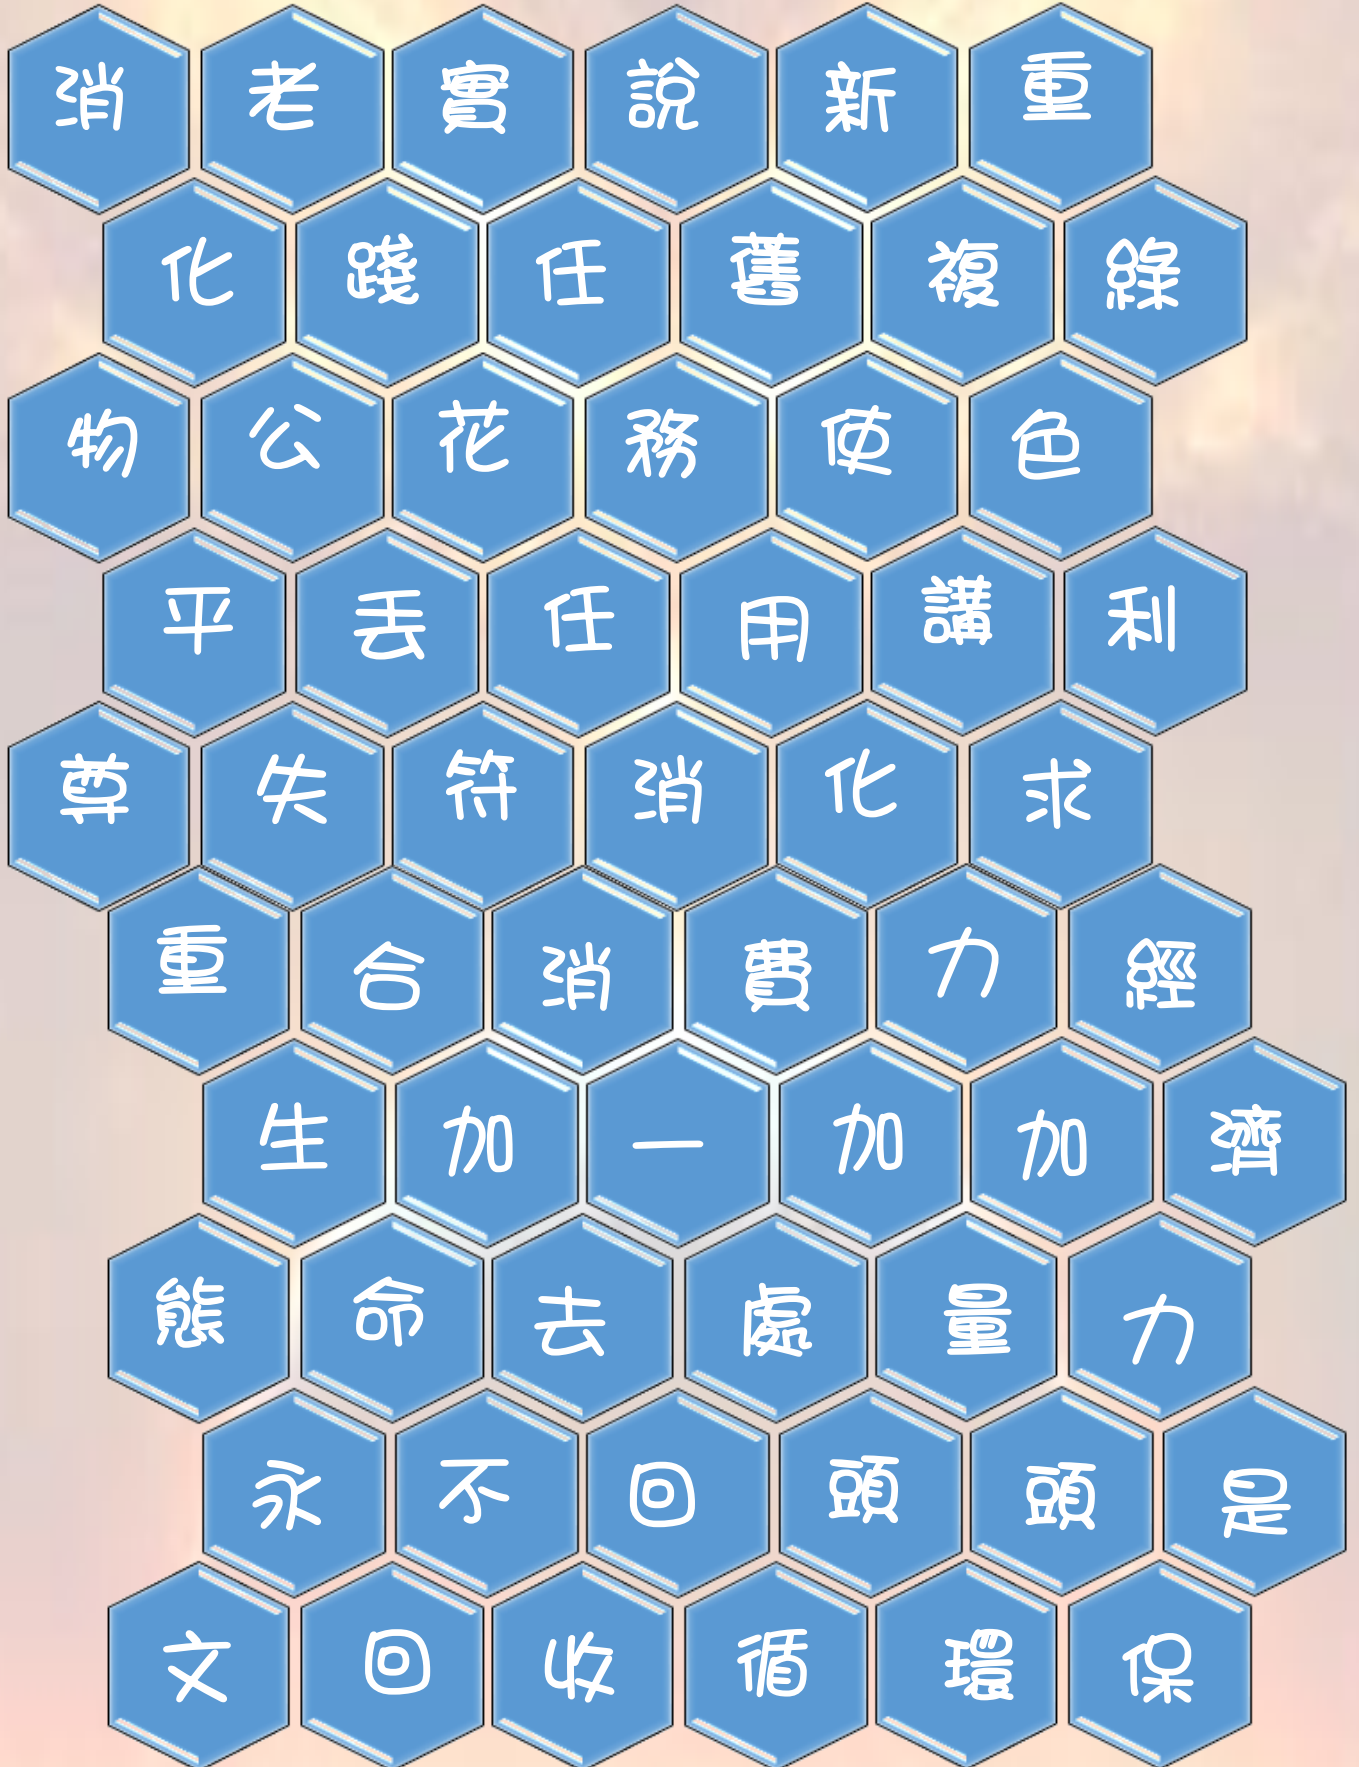 消老實說新重
化踐任舊複綠
物公花務使色
平丟任用講利
尊失符消化求
重合消費力經
生加一加加濟
態命去處量力
永不回頭頭是
文回收循環保